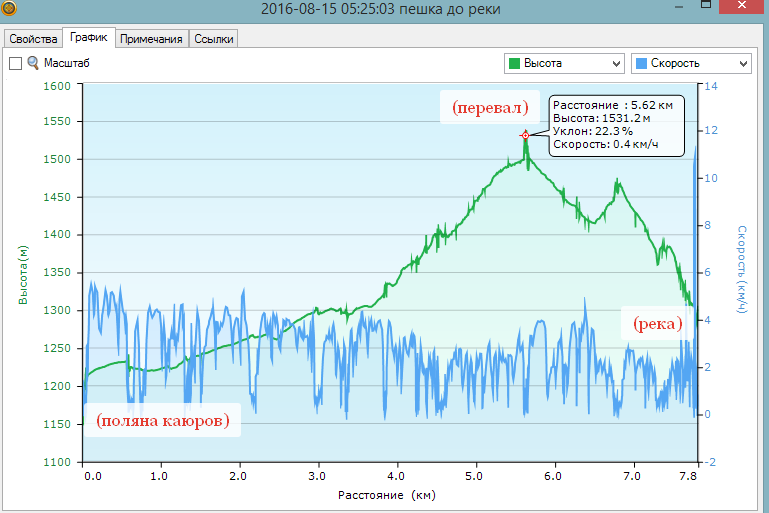 2016-08-15 05:25:03 пешка до реки
Свойства График Примечания Ссылки
Масштаб Высота Скорость
1600 14
(перевал)
Расстояние : 5.62 км
Высота: 1531.2 м
Уклон: 22.3 %
Скорость: 0.4 км/ч
1550 12
1500
1450 10
1400 8
1350 6
1300 4
(река)
1250
1200 2
1150 0
(поляна каюров)
1100 -2
Высота (м)
Скорость (км/ч)
0.0 1.0 2.0 3.0 4.0 5.0 6.0 7.0 7.8
Расстояние (км)